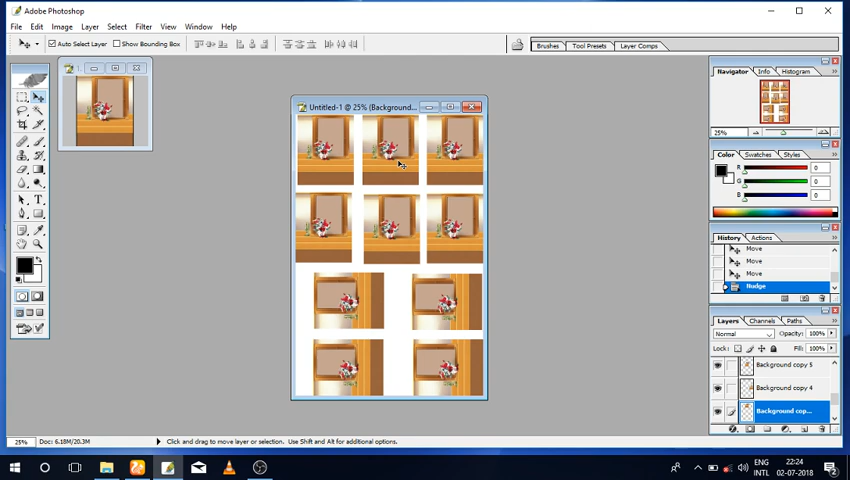 Adobe Photoshop
File Edit Image Layer Select Filter View Window Help
Auto Select Layer Show Bounding Box
Brushes Tool Presets Layer Comps
Untitled-1 @ 25% (Background...
Navigator Info Histogram
25%
Color Swatches Styles
R 0
G 0
B 0
History Actions
Move
Move
Move
Nudge
Layers Channels Paths
Normal Opacity: 100%
Lock: Fill: 100%
Background copy 5
Background copy 4
Background cop...
25% Doc: 6.18M/20.3M Click and drag to move layer or selection. Use Shift and Alt for additional options.
ENG 22:24
INTL 02-07-2018